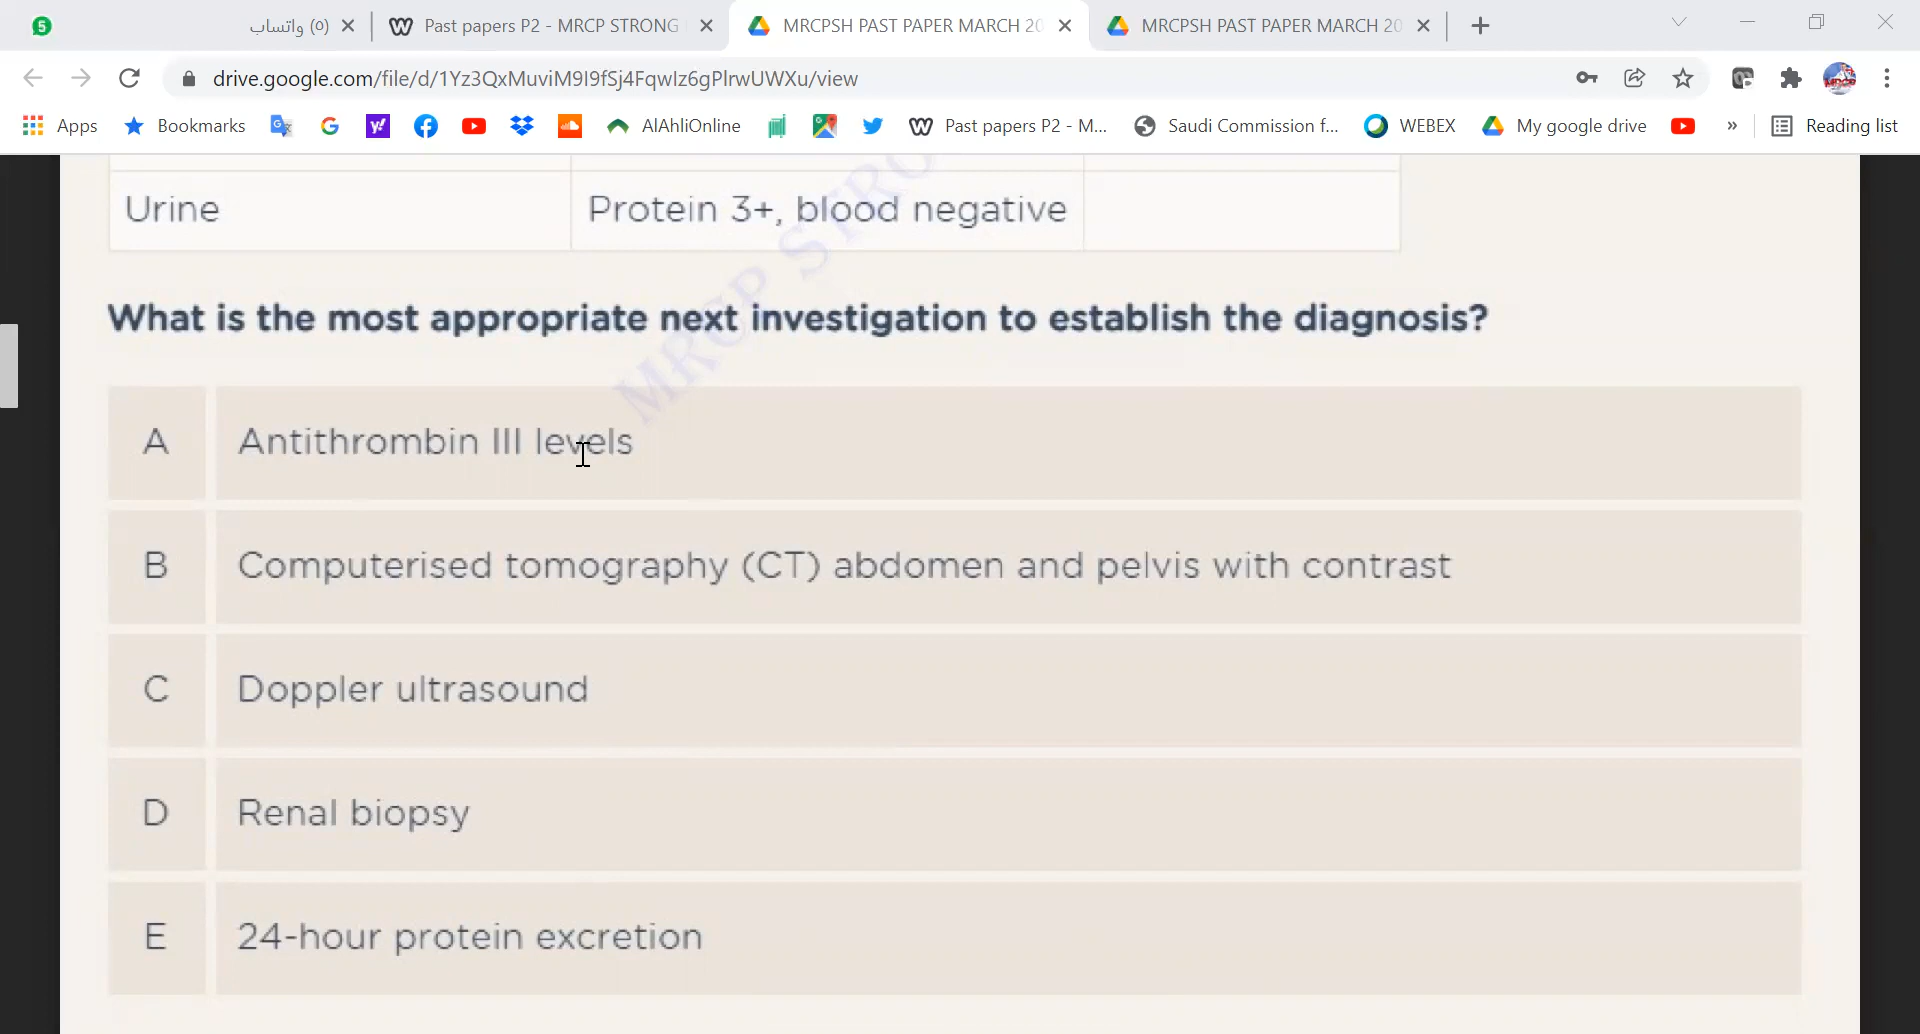 واتساب (٥)
Past papers P2 - MRCP STRONG
MRCPSH PAST PAPER MARCH 20
MRCPSH PAST PAPER MARCH 20
drive.google.com/file/d/1Yz3QxMuviM9I9fSj4FqwIz6gPlrwUWXu/view
Apps
Bookmarks
AlAhliOnline
Past papers P2 - M...
Saudi Commission f...
WEBEX
My google drive
Reading list
Urine
Protein 3+, blood negative
MRCP STRO
What is the most appropriate next investigation to establish the diagnosis?
A
Antithrombin III levels
B
Computerised tomography (CT) abdomen and pelvis with contrast
C
Doppler ultrasound
D
Renal biopsy
E
24-hour protein excretion